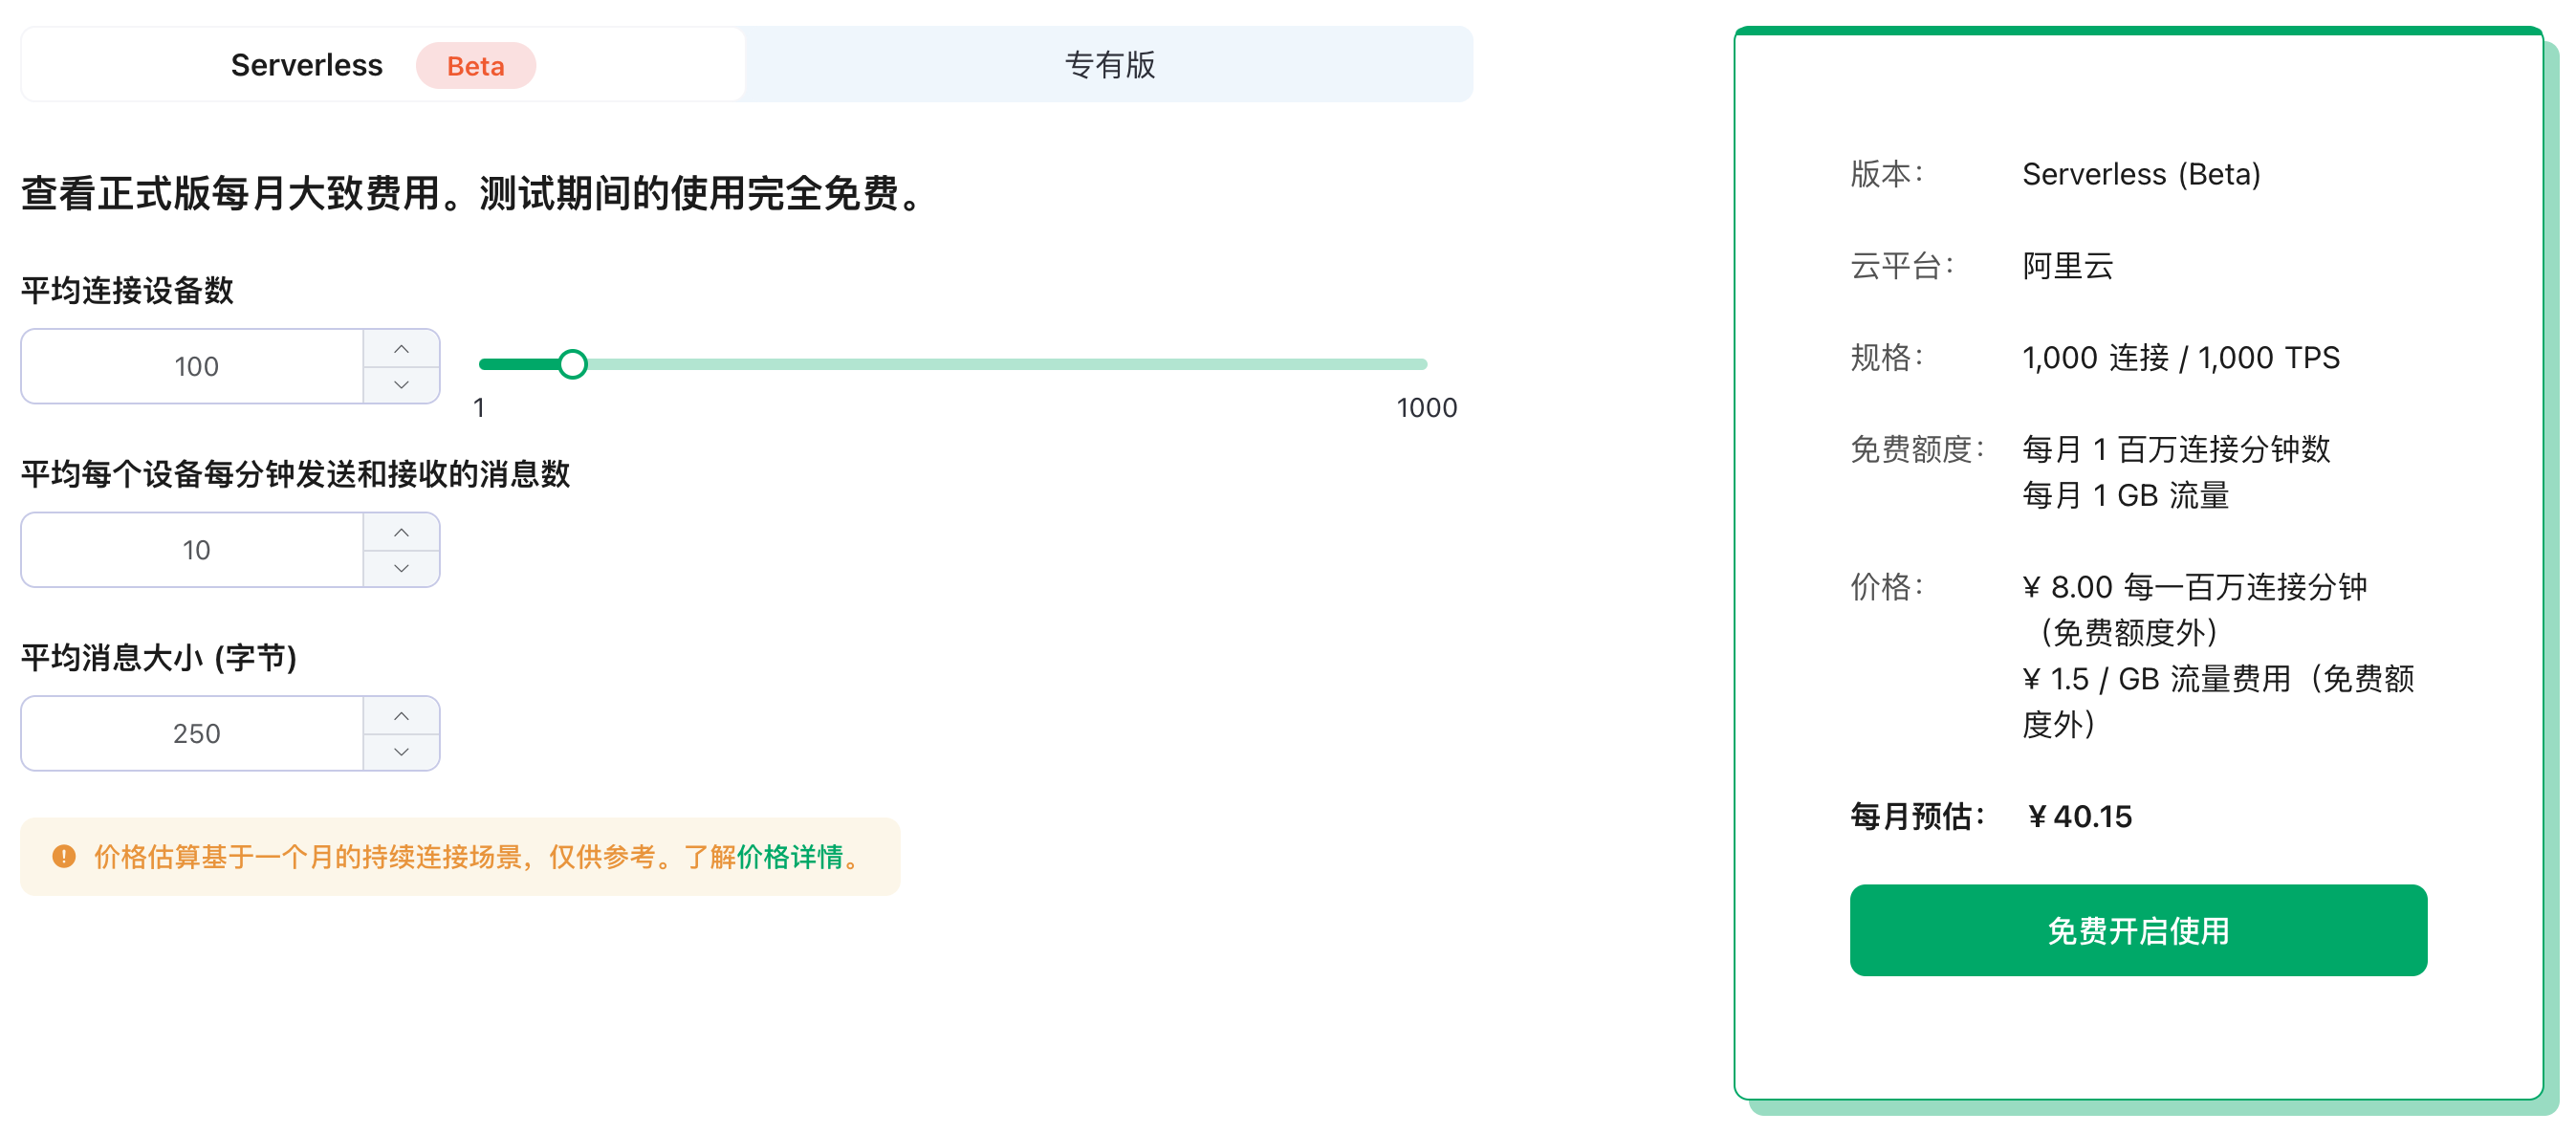 Serverless Beta
专有版
查看正式版每月大致费用。测试期间的使用完全免费。
平均连接设备数
100
1
1000
平均每个设备每分钟发送和接收的消息数
10
平均消息大小 (字节)
250
价格估算基于一个月的持续连接场景，仅供参考。了解价格详情。
版本： Serverless (Beta)
云平台： 阿里云
规格： 1,000 连接 / 1,000 TPS
免费额度： 每月 1 百万连接分钟数
每月 1 GB 流量
价格： ¥ 8.00 每一百万连接分钟
（免费额度外）
¥ 1.5 / GB 流量费用（免费额
度外）
每月预估： ¥ 40.15
免费开启使用